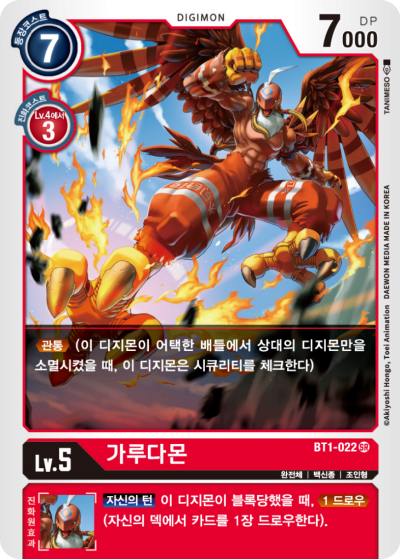 등장코스트
7
DIGIMON
DP
7000
진화코스트
Lv.4에서
3
TANIMESO
©Akiyoshi Hongo, Toei Animation DAEWON MEDIA MADE IN KOREA
관통 (이 디지몬이 어택한 배틀에서 상대의 디지몬만을
소멸시켰을 때, 이 디지몬은 시큐리티를 체크한다)
BT1-022 SR
Lv.5 가루다몬
완전체 | 백신종 | 조인형
진화원효과
자신의 턴 이 디지몬이 블록당했을 때, 1 드로우
(자신의 덱에서 카드를 1장 드로우한다).